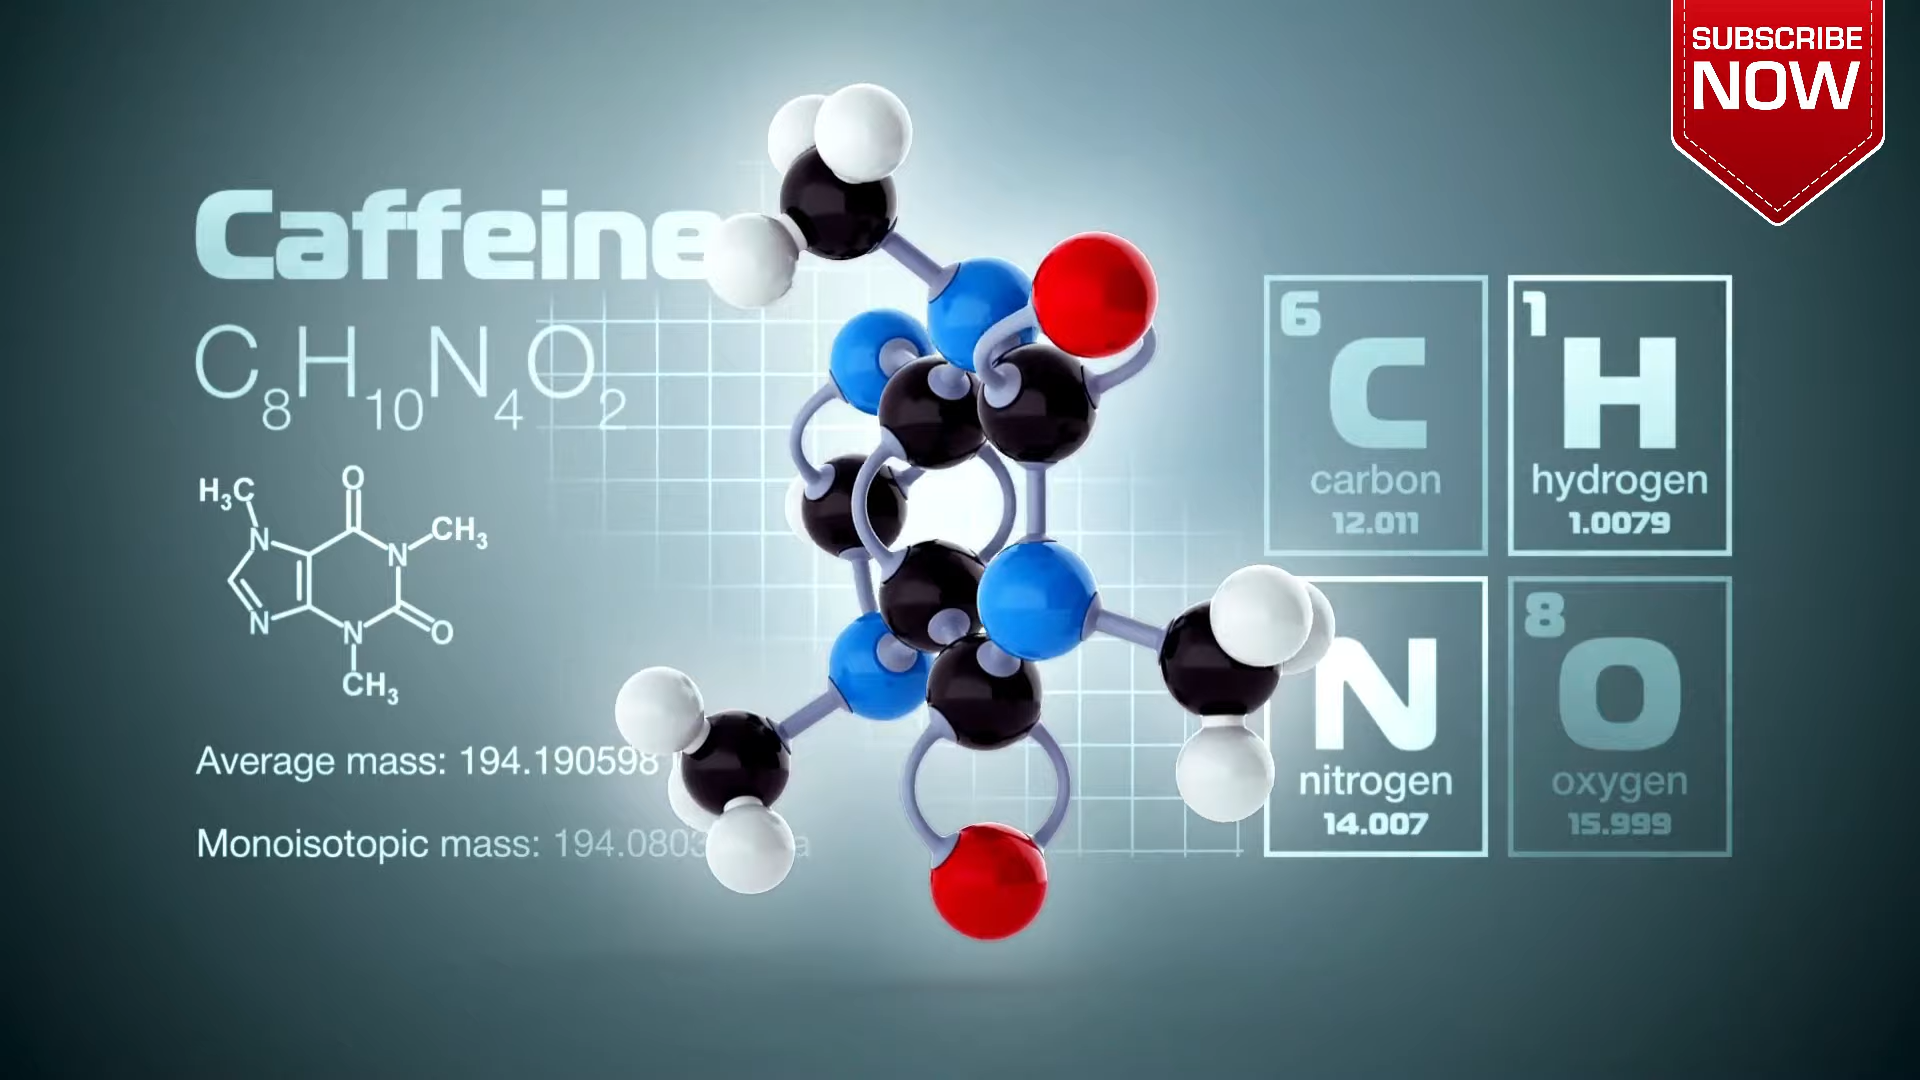 SUBSCRIBE
NOW
Caffeine
C8H10N4O2
H3C
O
CH3
N
N
N
N
O
CH3
Average mass: 194.190598
Monoisotopic mass: 194.0803
6
C
carbon
12.011
1
H
hydrogen
1.0079
N
nitrogen
14.007
8
O
oxygen
15.999